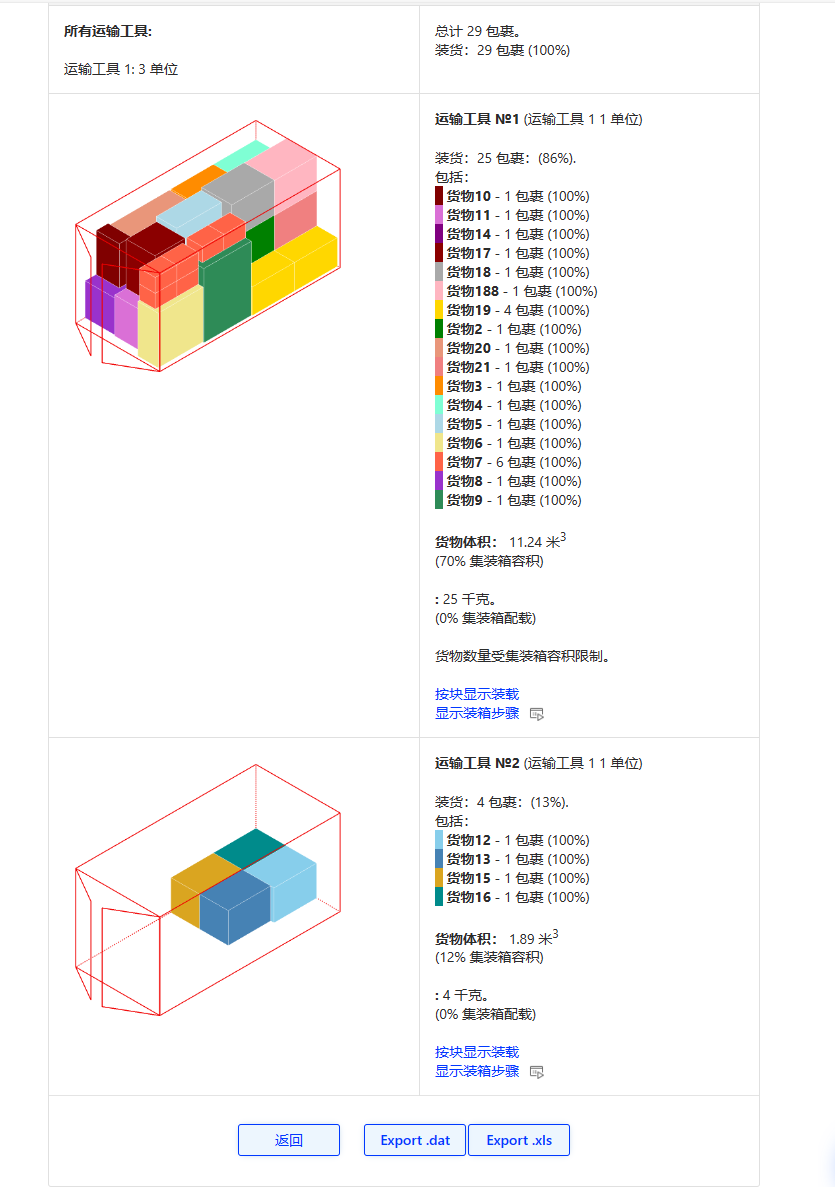 所有运输工具:
运输工具 1: 3 单位
总计 29 包裹。
装货：29 包裹 (100%)
运输工具 №1 (运输工具 1 1 单位)
装货：25 包裹：(86%).
包括：
货物10 - 1 包裹 (100%)
货物11 - 1 包裹 (100%)
货物14 - 1 包裹 (100%)
货物17 - 1 包裹 (100%)
货物18 - 1 包裹 (100%)
货物188 - 1 包裹 (100%)
货物19 - 4 包裹 (100%)
货物2 - 1 包裹 (100%)
货物20 - 1 包裹 (100%)
货物21 - 1 包裹 (100%)
货物3 - 1 包裹 (100%)
货物4 - 1 包裹 (100%)
货物5 - 1 包裹 (100%)
货物6 - 1 包裹 (100%)
货物7 - 6 包裹 (100%)
货物8 - 1 包裹 (100%)
货物9 - 1 包裹 (100%)
货物体积： 11.24 米3
(70% 集装箱容积)
: 25 千克。
(0% 集装箱配载)
货物数量受集装箱容积限制。
按块显示装载
显示装箱步骤
运输工具 №2 (运输工具 1 1 单位)
装货：4 包裹：(13%).
包括：
货物12 - 1 包裹 (100%)
货物13 - 1 包裹 (100%)
货物15 - 1 包裹 (100%)
货物16 - 1 包裹 (100%)
货物体积： 1.89 米3
(12% 集装箱容积)
: 4 千克。
(0% 集装箱配载)
按块显示装载
显示装箱步骤
返回
Export .dat
Export .xls